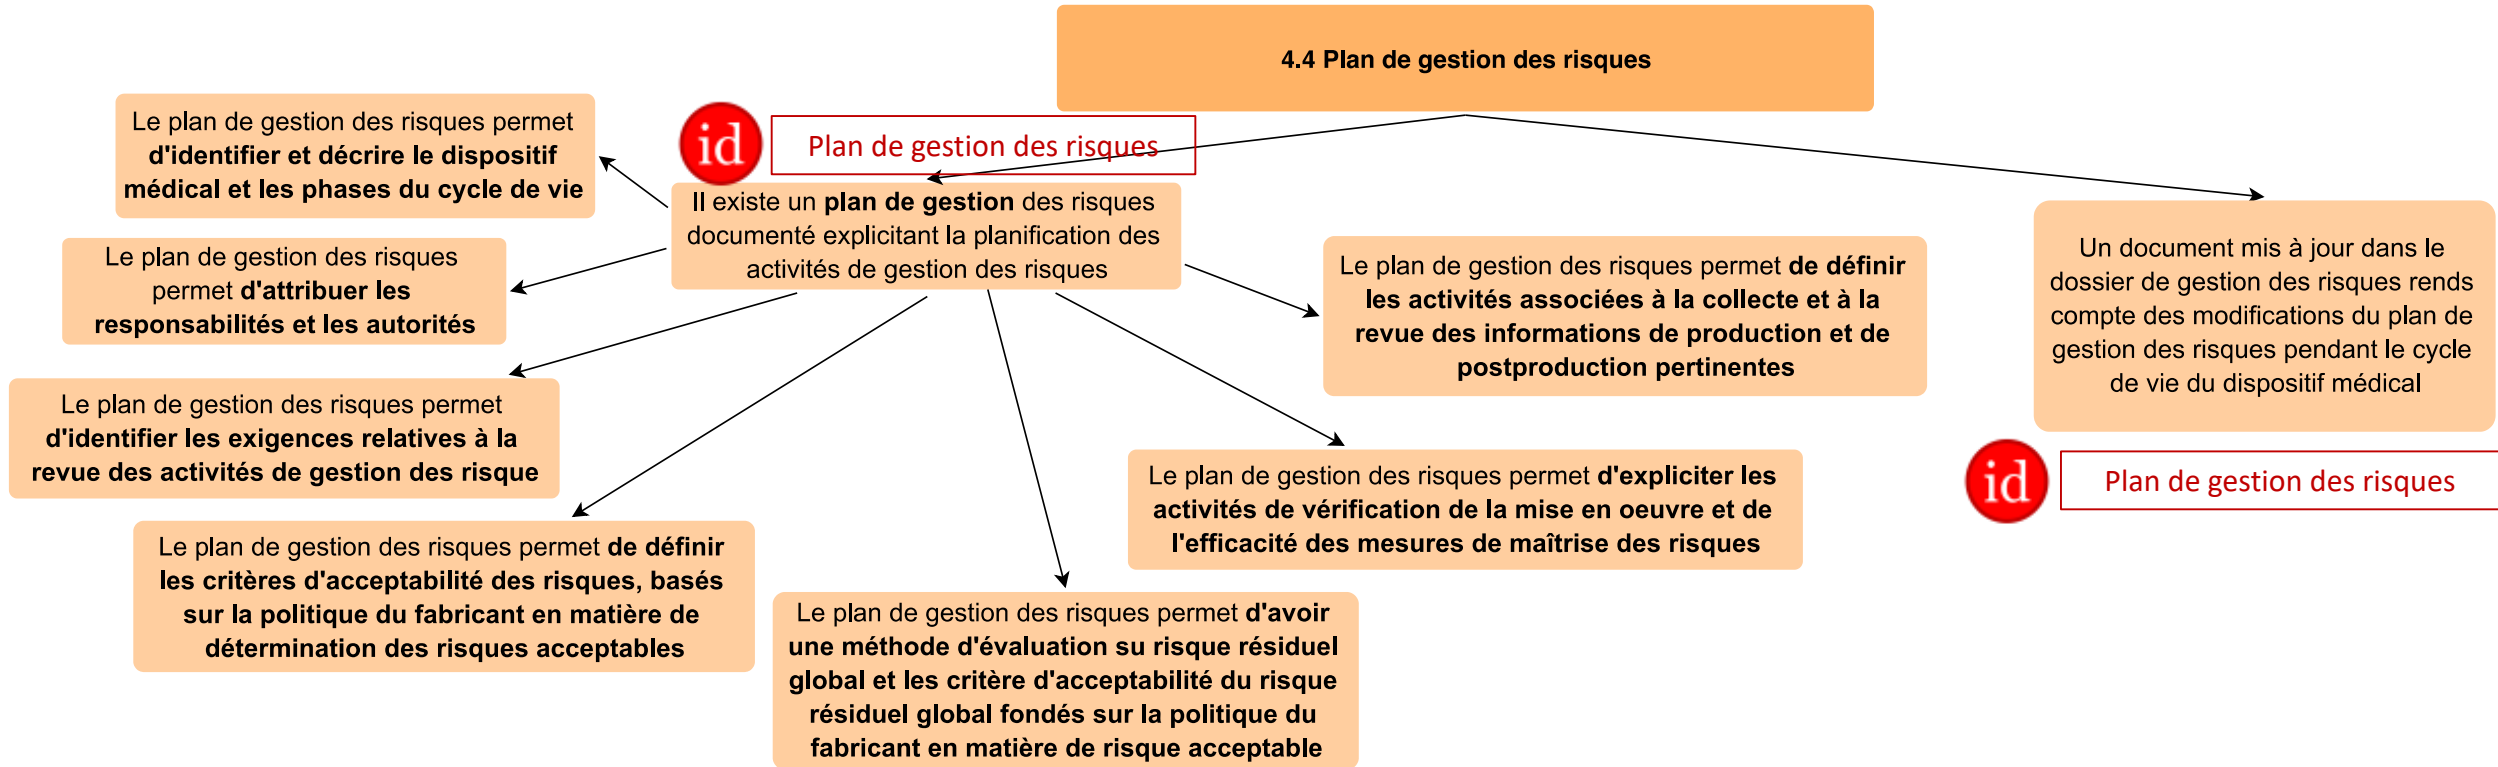 4.4 Plan de gestion des risques
Le plan de gestion des risques permet
d'identifier et décrire le dispositif
médical et les phases du cycle de vie
id
Plan de gestion des risques
Il existe un plan de gestion des risques
documenté explicitant la planification des
activités de gestion des risques
Le plan de gestion des risques
permet d'attribuer les
responsabilités et les autorités
Le plan de gestion des risques permet
d'identifier les exigences relatives à la
revue des activités de gestion des risque
Le plan de gestion des risques permet de définir
les critères d'acceptabilité des risques, basés
sur la politique du fabricant en matière de
détermination des risques acceptables
Le plan de gestion des risques permet d'avoir
une méthode d'évaluation su risque résiduel
global et les critère d'acceptabilité du risque
résiduel global fondés sur la politique du
fabricant en matière de risque acceptable
Le plan de gestion des risques permet d'expliciter les
activités de vérification de la mise en oeuvre et de
l'efficacité des mesures de maîtrise des risques
Le plan de gestion des risques permet de définir
les activités associées à la collecte et à la
revue des informations de production et de
postproduction pertinentes
Un document mis à jour dans le
dossier de gestion des risques rends
compte des modifications du plan de
gestion des risques pendant le cycle
de vie du dispositif médical
id
Plan de gestion des risques